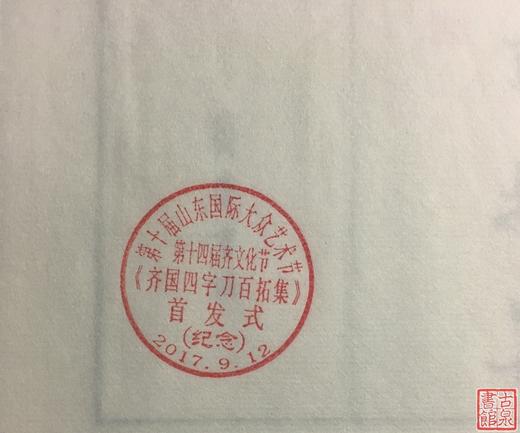 第十届山东国际大众艺术节
第十四届齐文化节
《齐国四字刀百拓集》
首发式
(纪念)
2017.9.12
古泉
書館